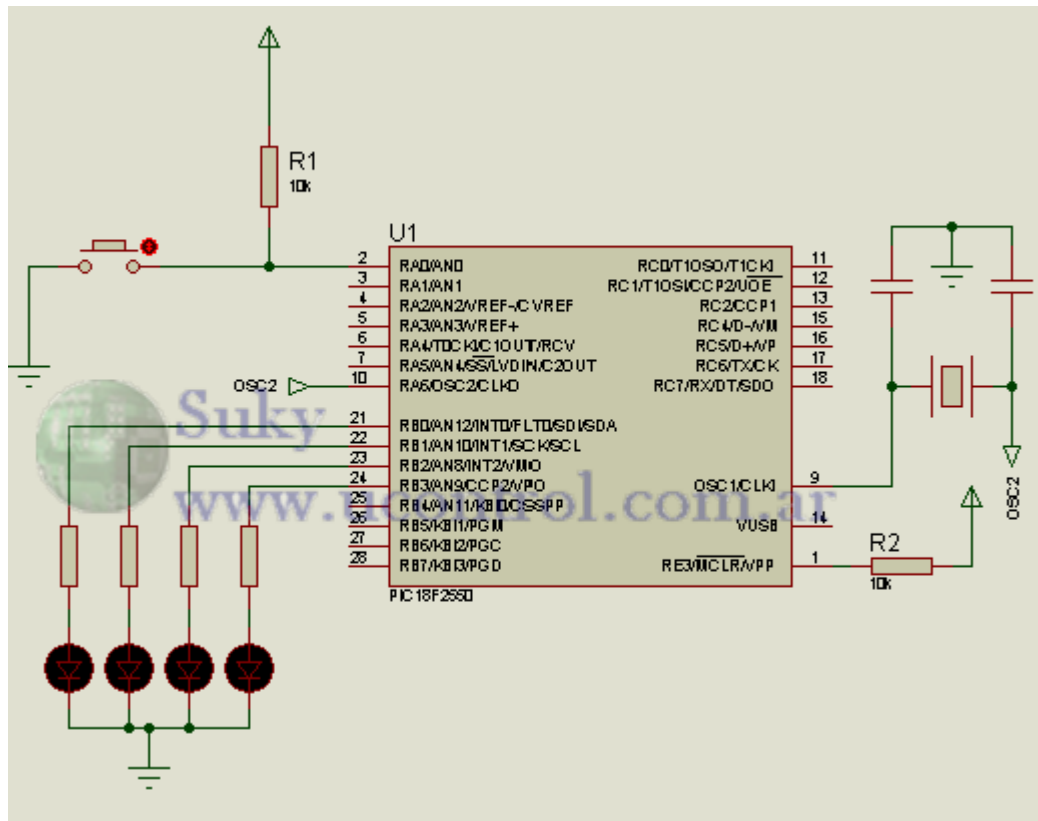 R1
10k
U1
2 RA0/AN0
3 RA1/AN1
4 RA2/AN2/VREF-/CVREF
5 RA3/AN3/VREF+
6 RA4/T0CKI/C1OUT/RCV
7 RA5/AN4/SS/LVDIN/C2OUT
OSC2 10 RA6/OSC2/CLKO
21 RB0/AN12/INT0/FLT0/SDI/SDA
22 RB1/AN10/INT1/SCK/SCL
23 RB2/AN8/INT2/VMO
24 RB3/AN9/CCP2/VPO
25 RB4/AN11/KBI0/CSSPP
26 RB5/KBI1/PGM
27 RB6/KBI2/PGC
28 RB7/KBI3/PGD
RC0/T1OSO/T1CKI 11
RC1/T1OSI/CCP2/UOE 12
RC2/CCP1 13
RC4/D-/VM 15
RC5/D+/VP 16
RC6/TX/CK 17
RC7/RX/DT/SDO 18
OSC1/CLKI 9
VUSB 14
RE3/MCLR/VPP 1
PIC18F2550
OSC2
R2
10k
Suky
www.ucontrol.com.ar